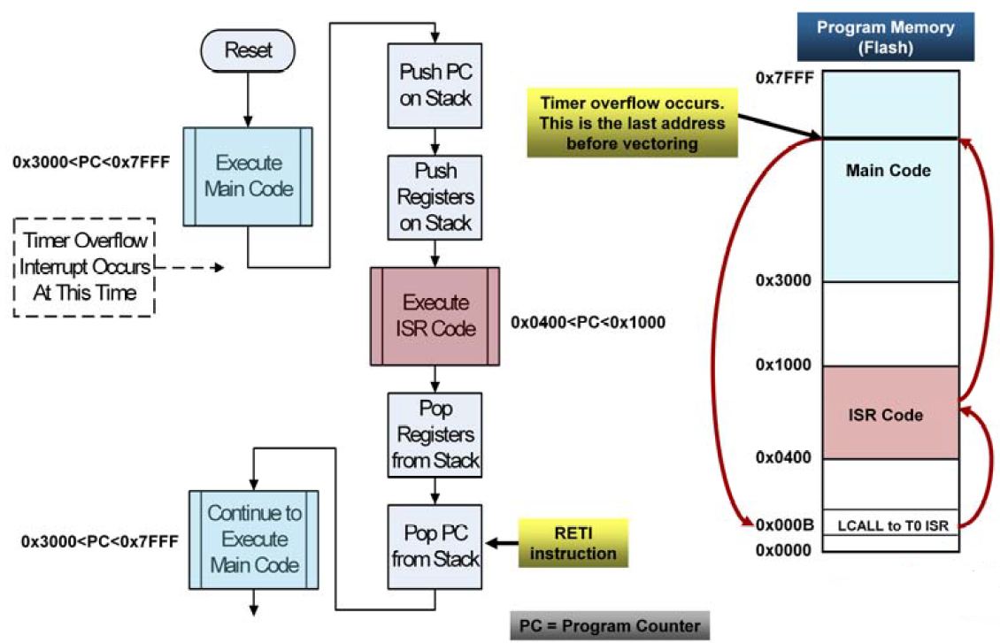 Reset
0x3000<PC<0x7FFF
Execute
Main Code
Timer Overflow
Interrupt Occurs
At This Time
Push PC
on Stack
Push
Registers
on Stack
Execute
ISR Code
0x0400<PC<0x1000
Pop
Registers
from Stack
Pop PC
from Stack
RETI
instruction
0x3000<PC<0x7FFF
Continue to
Execute
Main Code
PC = Program Counter
Program Memory
(Flash)
Timer overflow occurs.
This is the last address
before vectoring
0x7FFF
Main Code
0x3000
0x1000
ISR Code
0x0400
0x000B
LCALL to T0 ISR
0x0000